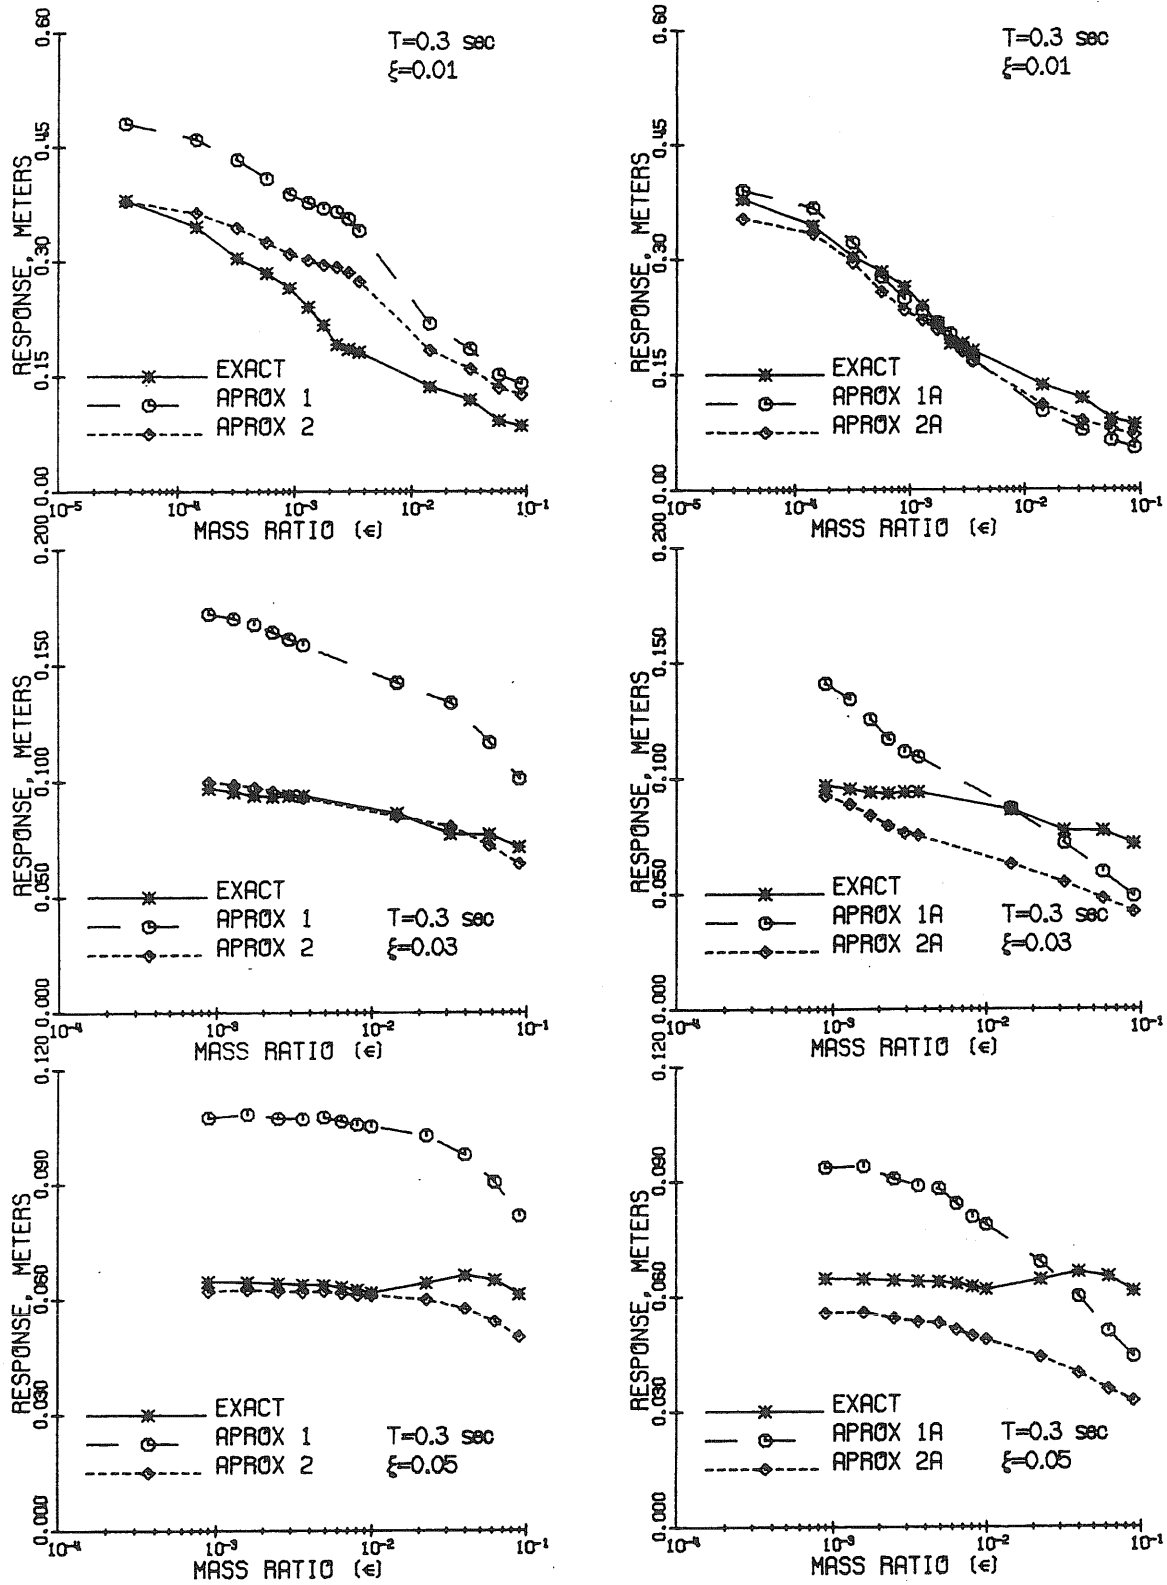 RESPONSE, METERS
0.00 0.15 0.30 0.45 0.60
T=0.3 sec
ξ=0.01
EXACT
APROX 1
APROX 2
10⁻⁵ 10⁻⁴ 10⁻³ 10⁻² 10⁻¹
MASS RATIO (ϵ)
RESPONSE, METERS
0.00 0.15 0.30 0.45 0.60
T=0.3 sec
ξ=0.01
EXACT
APROX 1A
APROX 2A
10⁻⁵ 10⁻⁴ 10⁻³ 10⁻² 10⁻¹
MASS RATIO (ϵ)
RESPONSE, METERS
0.000 0.050 0.100 0.150 0.200
EXACT
APROX 1
APROX 2
T=0.3 sec
ξ=0.03
10⁻⁴ 10⁻³ 10⁻² 10⁻¹
MASS RATIO (ϵ)
RESPONSE, METERS
0.000 0.050 0.100 0.150 0.200
EXACT
APROX 1A
APROX 2A
T=0.3 sec
ξ=0.03
10⁻⁴ 10⁻³ 10⁻² 10⁻¹
MASS RATIO (ϵ)
RESPONSE, METERS
0.000 0.030 0.060 0.090 0.120
EXACT
APROX 1
APROX 2
T=0.3 sec
ξ=0.05
10⁻⁴ 10⁻³ 10⁻² 10⁻¹
MASS RATIO (ϵ)
RESPONSE, METERS
0.000 0.030 0.060 0.090 0.120
EXACT
APROX 1A
APROX 2A
T=0.3 sec
ξ=0.05
10⁻⁴ 10⁻³ 10⁻² 10⁻¹
MASS RATIO (ϵ)